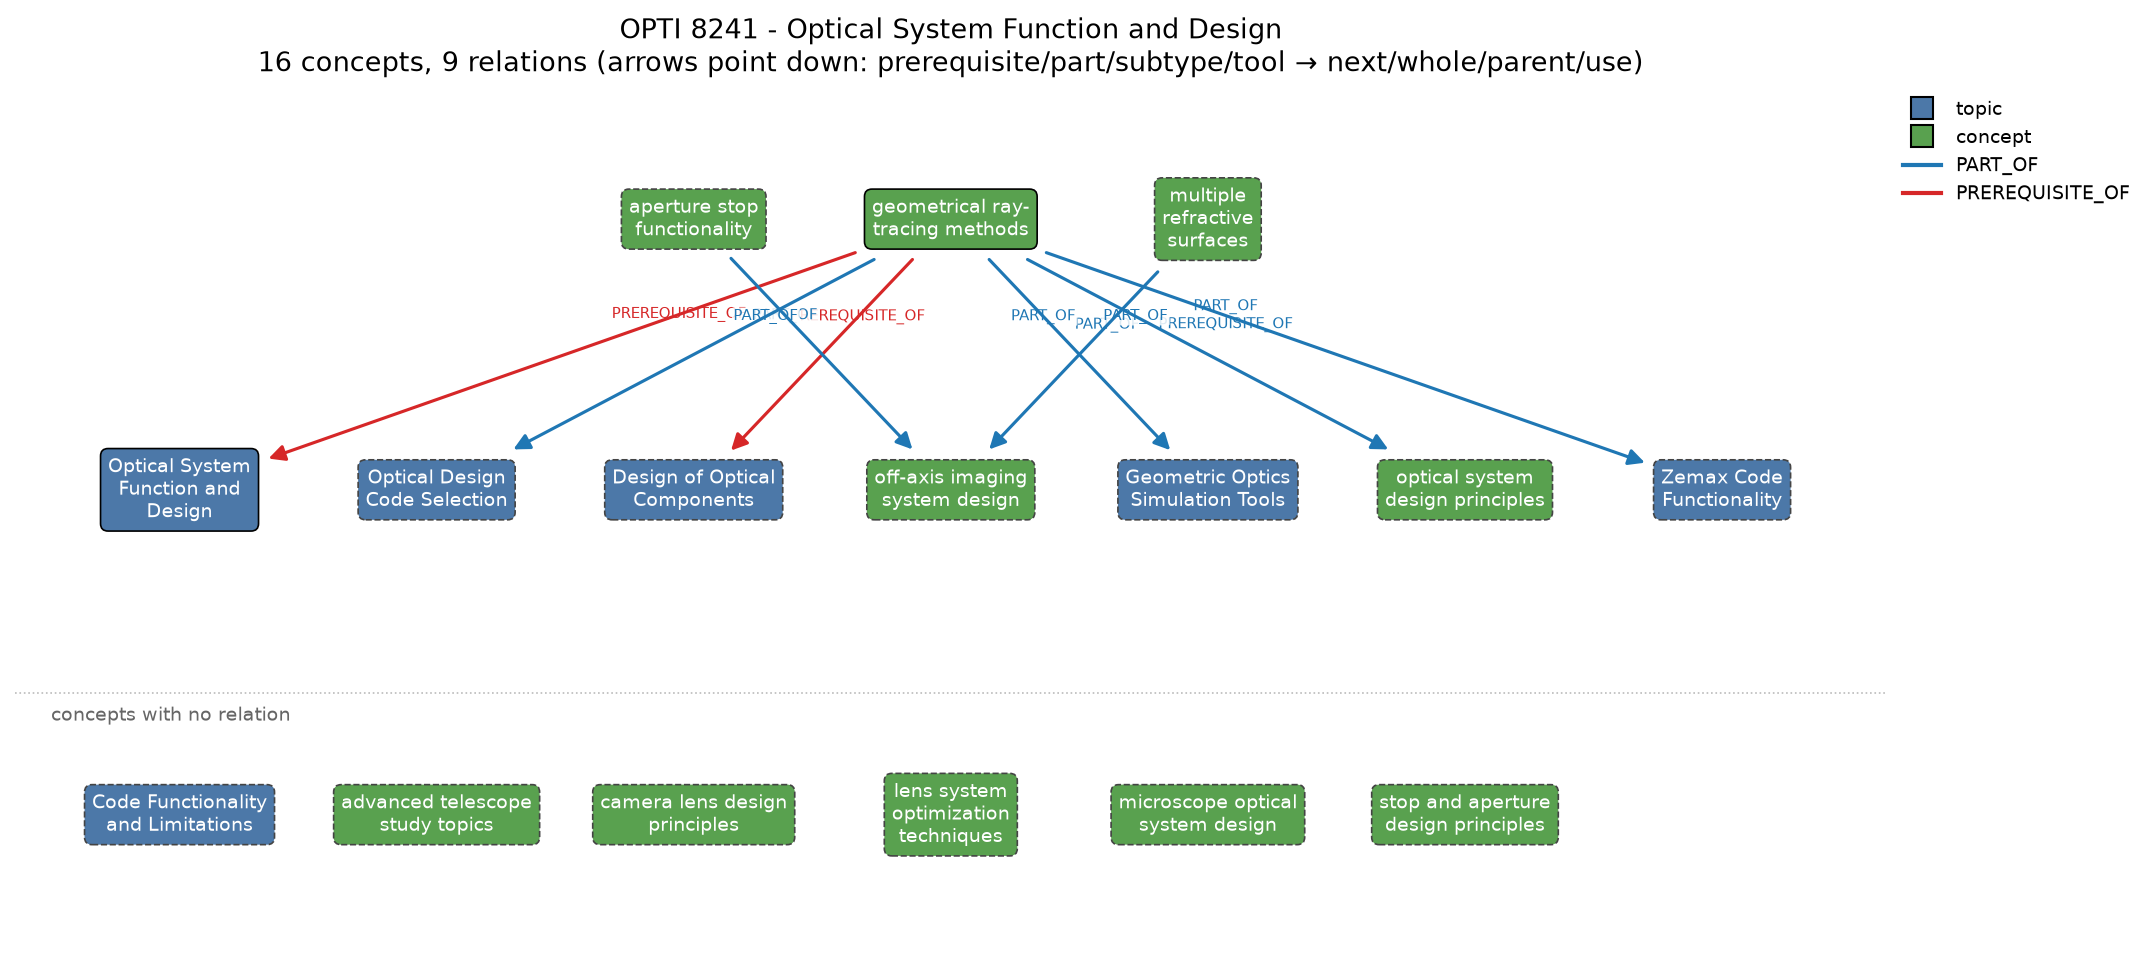 OPTI 8241 - Optical System Function and Design
16 concepts, 9 relations (arrows point down: prerequisite/part/subtype/tool → next/whole/parent/use)
topic
concept
PART_OF
PREREQUISITE_OF
aperture stop
functionality
geometrical ray-
tracing methods
multiple
refractive
surfaces
PART_OF
PART_OF
PART_OF
PART_OF
Optical System
Function and
Design
Optical Design
Code Selection
Design of Optical
Components
off-axis imaging
system design
Geometric Optics
Simulation Tools
optical system
design principles
Zemax Code
Functionality
concepts with no relation
Code Functionality
and Limitations
advanced telescope
study topics
camera lens design
principles
lens system
optimization
techniques
microscope optical
system design
stop and aperture
design principles